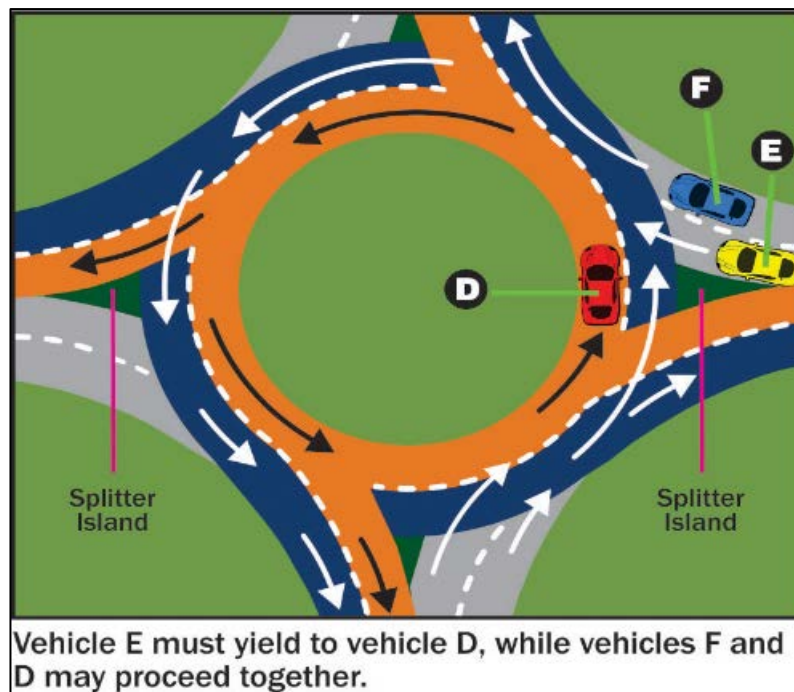 F
E
D
Splitter
Island
Splitter
Island
Vehicle E must yield to vehicle D, while vehicles F and
D may proceed together.